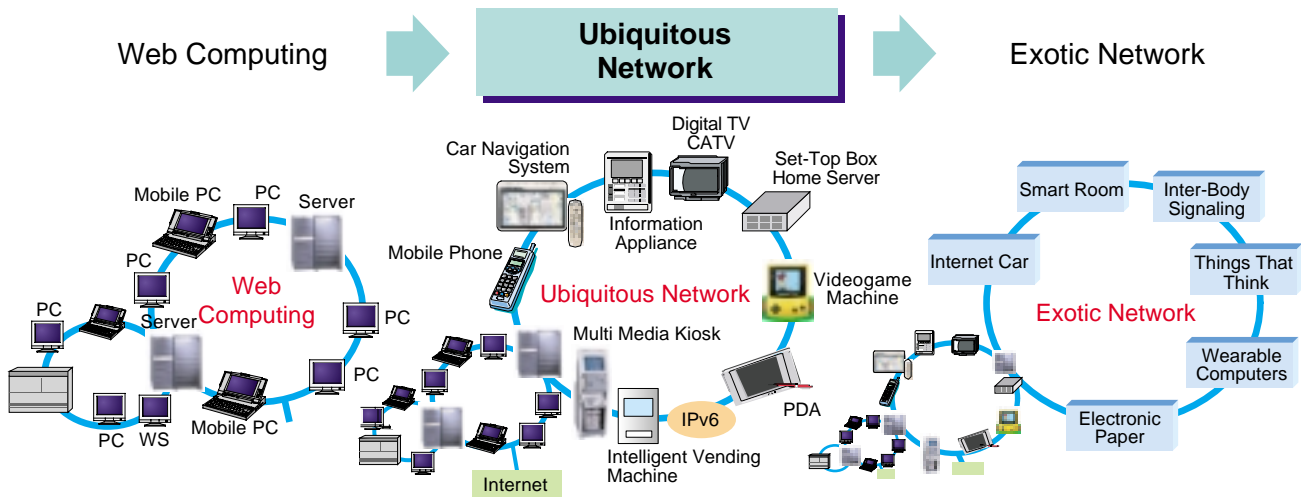 Web Computing
Ubiquitous
Network
Exotic Network
Mobile PC
PC
Server
PC
Web
Computing
PC
Server
PC
PC
PC
WS
Mobile PC
Car Navigation
System
Digital TV
CATV
Set-Top Box
Home Server
Information
Appliance
Mobile Phone
Ubiquitous Network
Videogame
Machine
Multi Media Kiosk
PDA
IPv6
Intelligent Vending
Machine
Internet
Smart Room
Inter-Body
Signaling
Internet Car
Things That
Think
Exotic Network
Wearable
Computers
Electronic
Paper